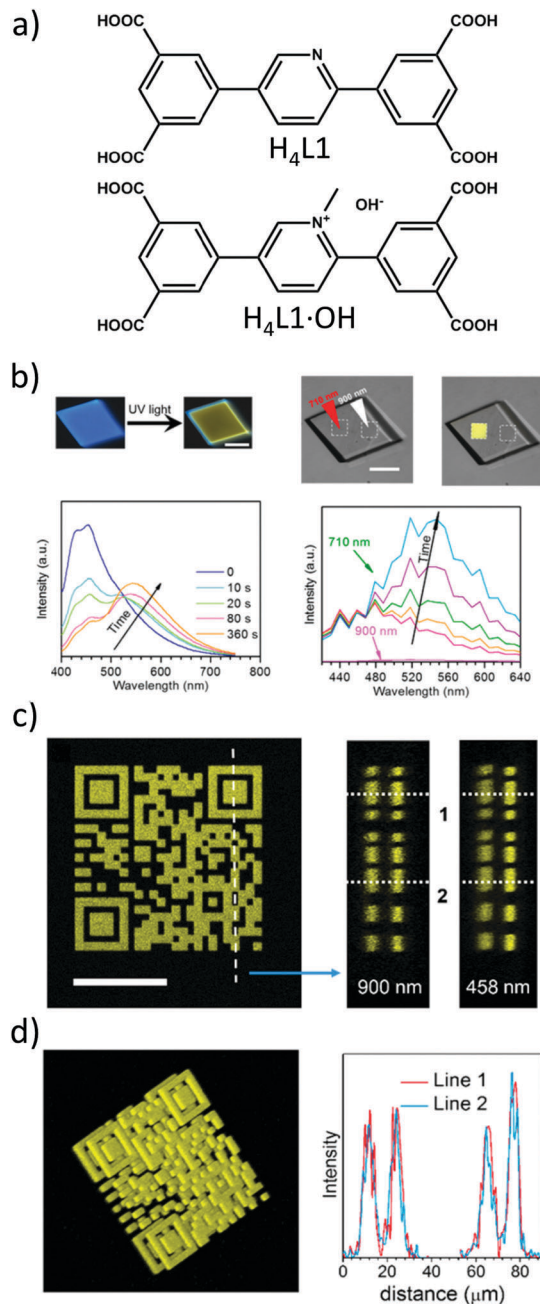 a)
HOOC COOH
N
HOOC COOH
H4L1
HOOC COOH
N+ OH-
HOOC COOH
H4L1·OH
b)
UV light
710 nm 900 nm
Intensity (a.u.)
0
10 s
20 s
80 s
360 s
Time
400 500 600 700 800
Wavelength (nm)
Intensity (a.u.)
710 nm
Time
900 nm
440 480 520 560 600 640
Wavelength (nm)
c)
1
2
900 nm 458 nm
d)
Line 1
Line 2
Intensity
0 20 40 60 80
distance (μm)